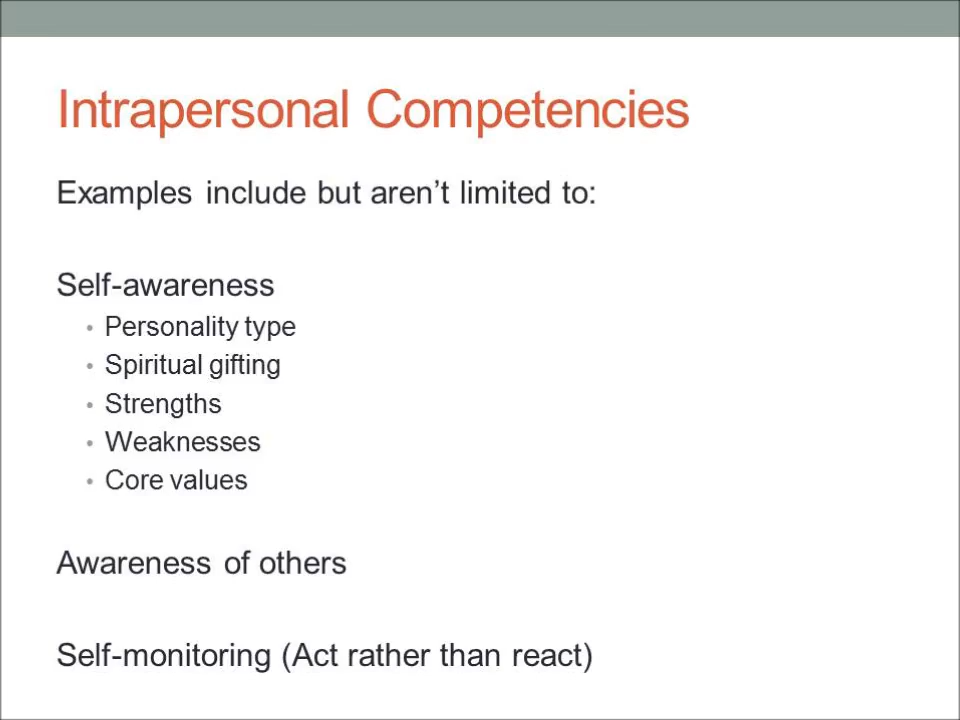 Intrapersonal Competencies
Examples include but aren’t limited to:
Self-awareness
• Personality type
• Spiritual gifting
• Strengths
• Weaknesses
• Core values
Awareness of others
Self-monitoring (Act rather than react)